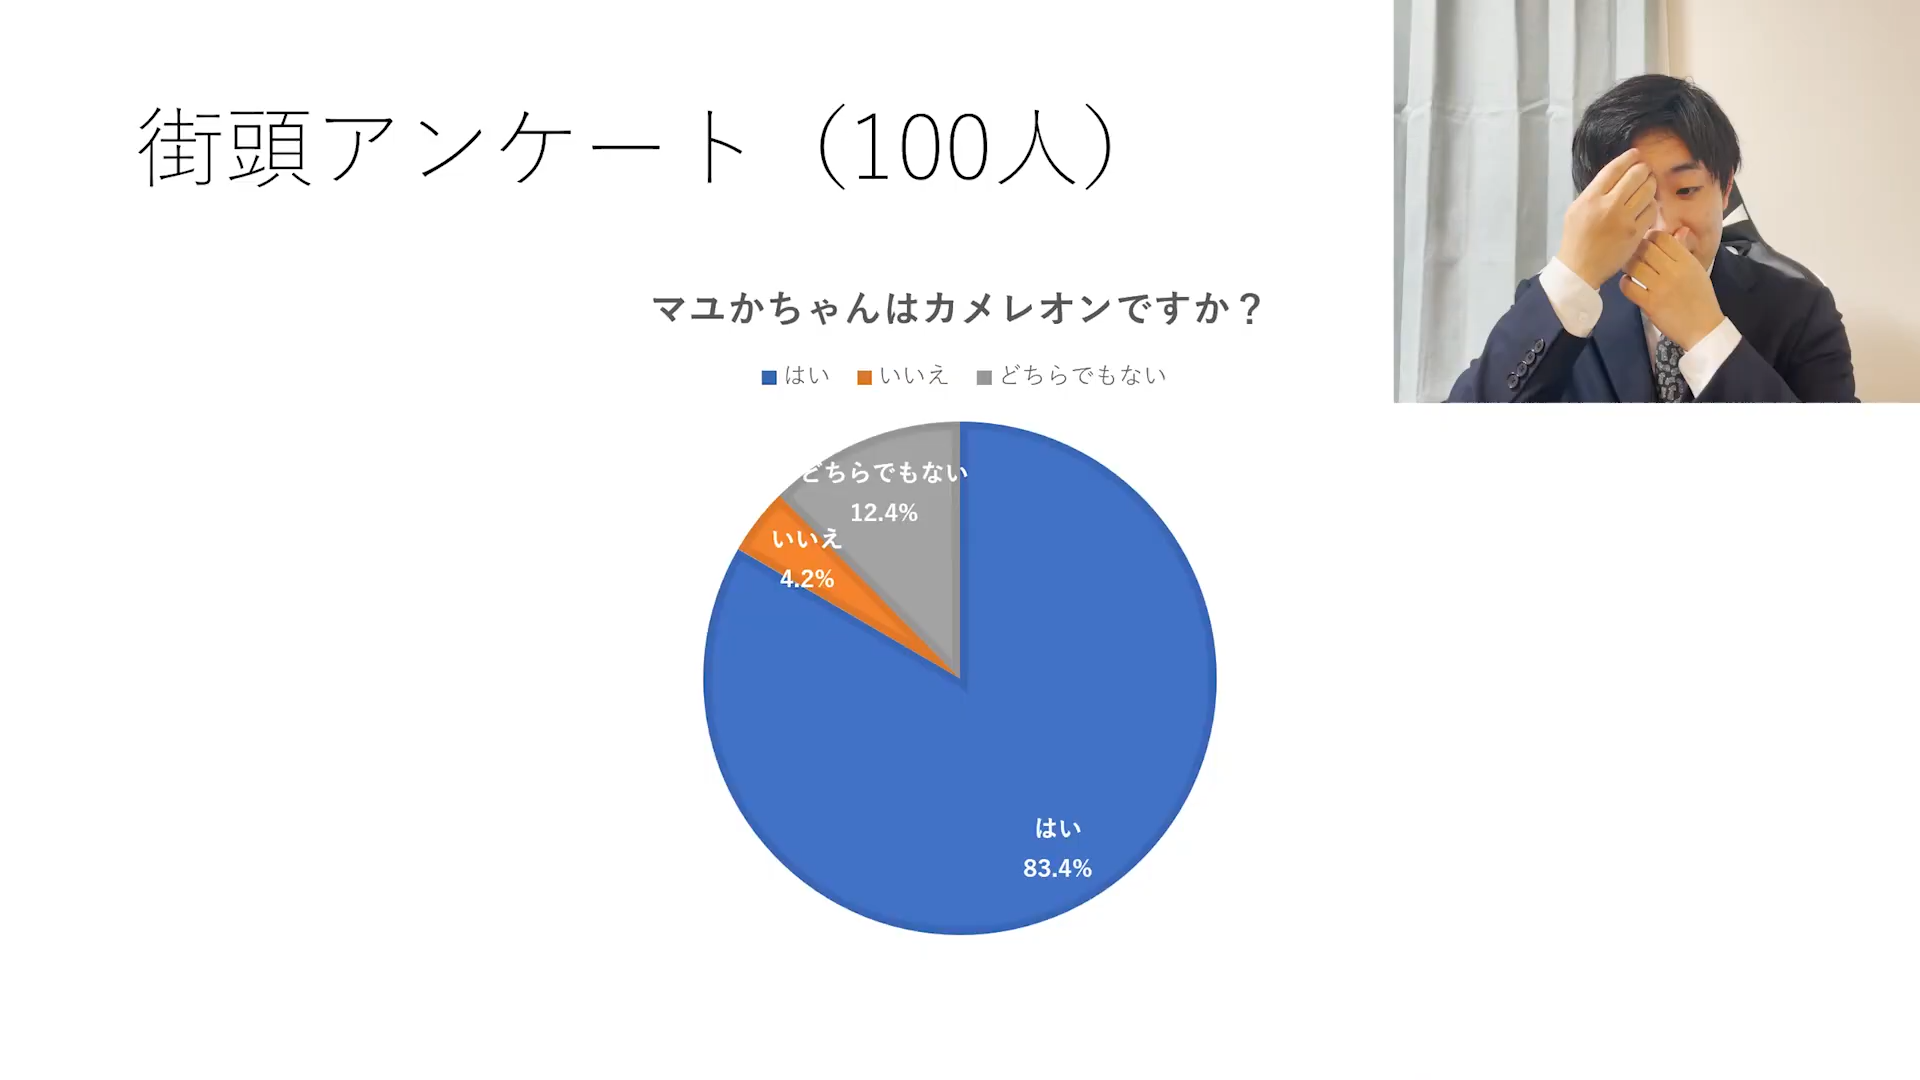 街頭アンケート（100人）
マユかちゃんはカメレオンですか？
はい いいえ どちらでもない
どちらでもない
12.4%
いいえ
4.2%
はい
83.4%